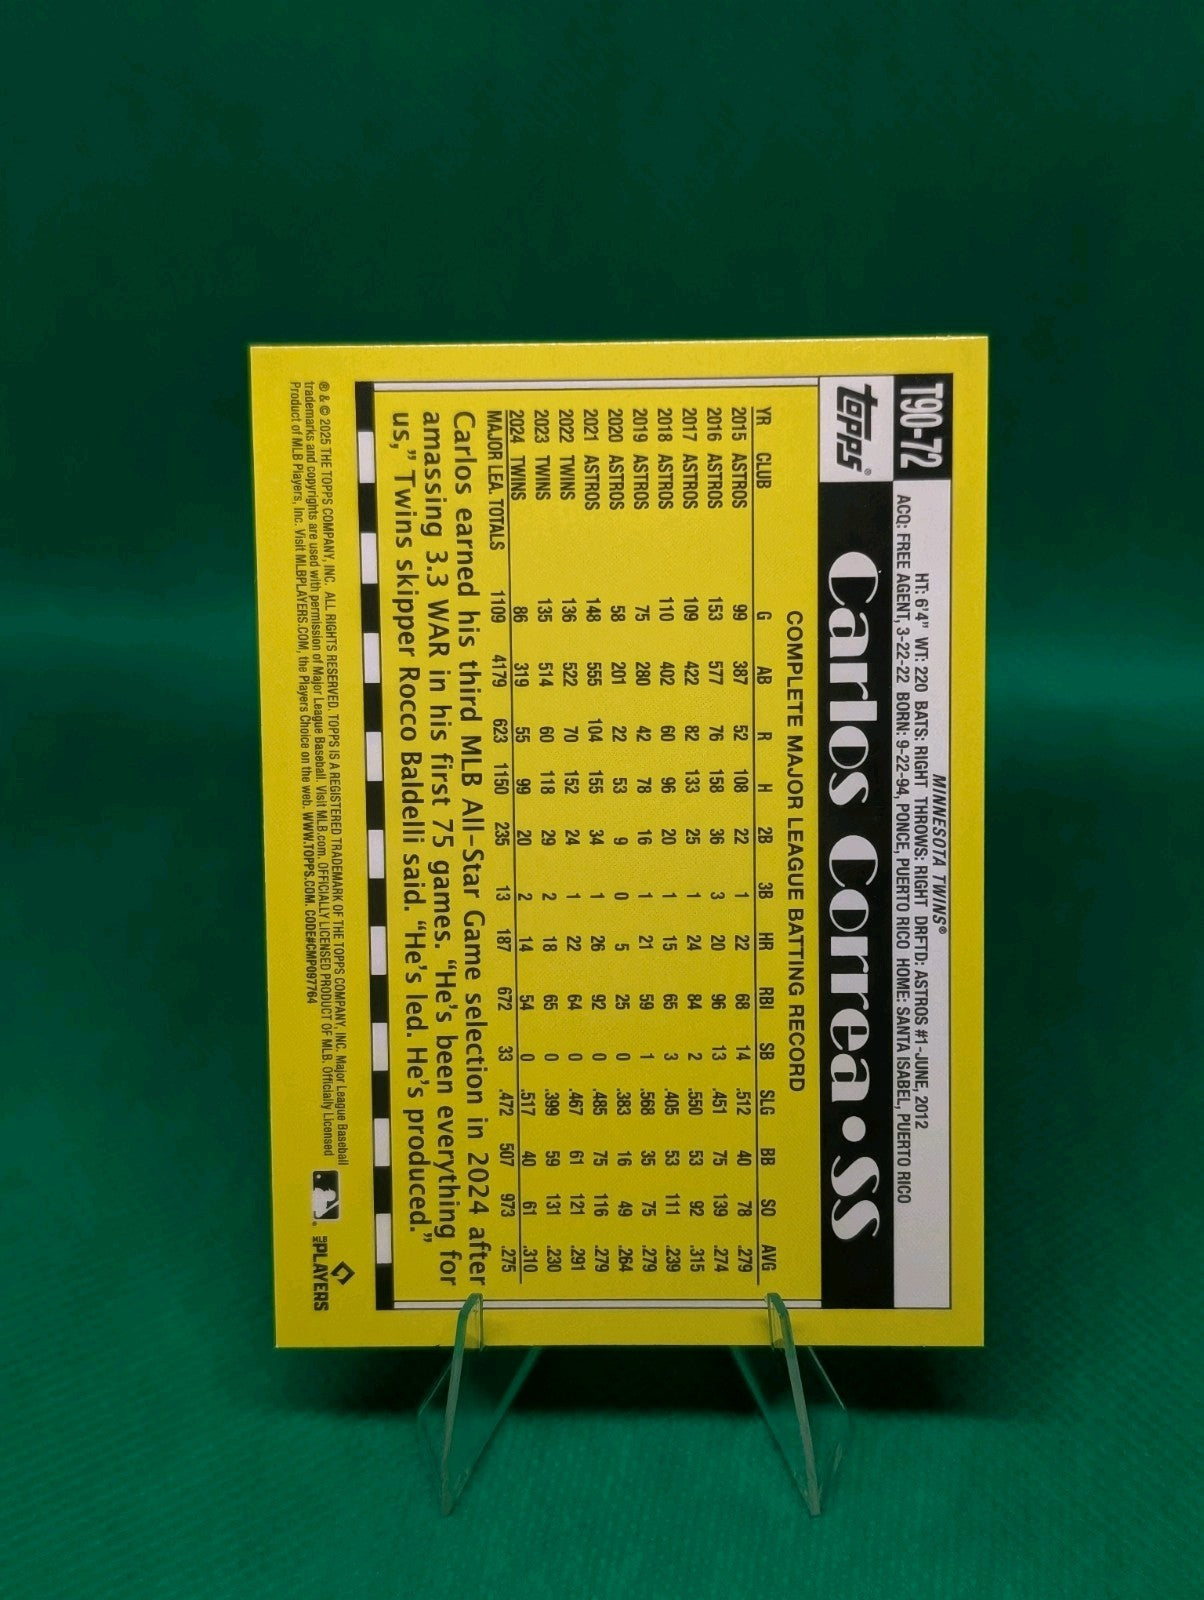 T90-72
MINNESOTA TWINS®
HT: 6'4" WT: 220 BATS: RIGHT THROWS: RIGHT DRFTD: ASTROS #1-JUNE, 2012
ACQ: FREE AGENT, 3-22-22 BORN: 9-22-94, PONCE, PUERTO RICO HOME: SANTA ISABEL, PUERTO RICO
topps® Carlos Correa • SS
COMPLETE MAJOR LEAGUE BATTING RECORD
YR CLUB G AB R H 2B 3B HR RBI SB SLG BB SO AVG
2015 ASTROS 99 387 52 108 22 1 22 68 14 .512 40 78 .279
2016 ASTROS 153 577 76 158 36 3 20 96 13 .451 75 139 .274
2017 ASTROS 109 422 82 133 25 1 24 84 2 .550 53 92 .315
2018 ASTROS 110 402 60 96 20 1 15 65 3 .405 53 111 .239
2019 ASTROS 75 280 42 78 16 1 21 59 1 .568 35 75 .279
2020 ASTROS 58 201 22 53 9 0 5 25 0 .383 16 49 .264
2021 ASTROS 148 555 104 155 34 1 26 92 0 .485 75 116 .279
2022 TWINS 136 522 70 152 24 1 22 64 0 .467 61 121 .291
2023 TWINS 135 514 60 118 29 2 18 65 0 .399 59 131 .230
2024 TWINS 86 319 55 99 20 2 14 54 0 .517 40 61 .310
MAJOR LEA. TOTALS 1109 4179 623 1150 235 13 187 672 33 .472 507 973 .275
Carlos earned his third MLB All-Star Game selection in 2024 after
amassing 3.3 WAR in his first 75 games. “He’s been everything for
us,” Twins skipper Rocco Baldelli said. “He’s led. He’s produced.”
® & © 2025 THE TOPPS COMPANY, INC. ALL RIGHTS RESERVED. TOPPS IS A REGISTERED TRADEMARK OF THE TOPPS COMPANY, INC. Major League Baseball
trademarks and copyrights are used with permission of Major League Baseball. Visit MLB.com. OFFICIALLY LICENSED PRODUCT OF MLB. Officially Licensed
Product of MLB Players, Inc. Visit MLBPLAYERS.COM, the Players Choice on the web. WWW.TOPPS.COM. CODE#CMP097764
MLB PLAYERS